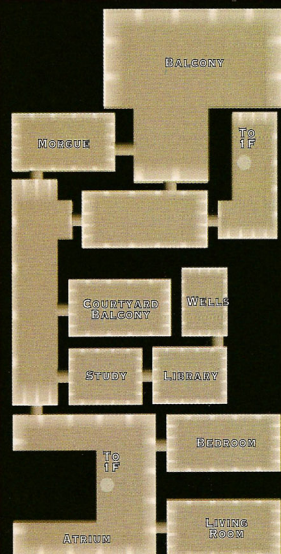 BALCONY
MORGUE
TO
1F
COURTYARD
BALCONY
WELLS
STUDY
LIBRARY
TO
1F
BEDROOM
ATRIUM
LIVING
ROOM